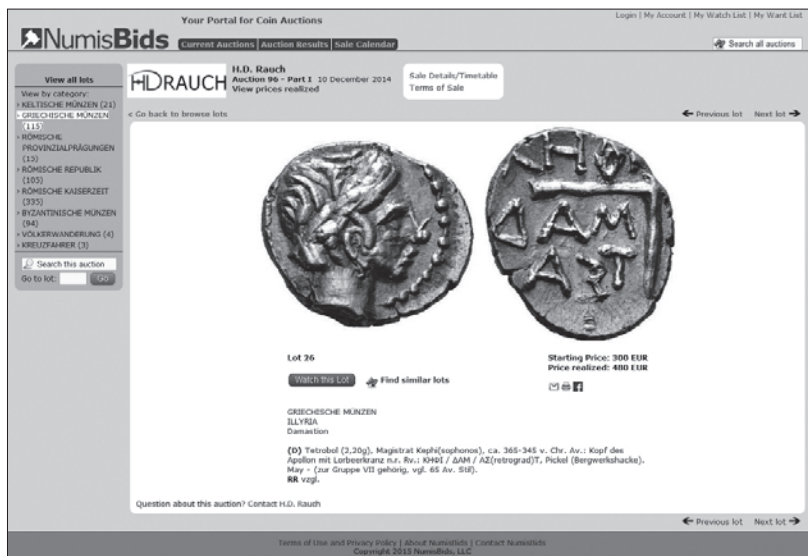 Login | My Account | My Watch List | My Want List
Your Portal for Coin Auctions
NumisBids
Current Auctions | Auction Results | Sale Calendar
Search all auctions
View all lots
View by category:
› KELTISCHE MÜNZEN (21)
› GRIECHISCHE MÜNZEN
(115)
› RÖMISCHE
PROVINZIALPRÄGUNGEN
(15)
› RÖMISCHE REPUBLIK
(105)
› RÖMISCHE KAISERZEIT
(335)
› BYZANTINISCHE MÜNZEN
(94)
› VÖLKERWANDERUNG (4)
› KREUZFAHRER (3)
Search this auction
Go to lot:
Go
HDRAUCH
H.D. Rauch
Auction 96 - Part I 10 December 2014
View prices realized
Sale Details/Timetable
Terms of Sale
< Go back to browse lots
Previous lot Next lot
ΔΑΜ
Lot 26
Starting Price: 300 EUR
Price realized: 480 EUR
Watch this Lot
Find similar lots
GRIECHISCHE MÜNZEN
ILLYRIA
Damastion
(D) Tetrobol (2,20g), Magistrat Kephi(sophonos), ca. 365-345 v. Chr. Av.: Kopf des
Apollon mit Lorbeerkranz n.r. Rv.: ΚΗΦΙ / ΔΑΜ / ΑΣ(retrograd)Τ, Pickel (Bergwerkshacke).
May - (zur Gruppe VII gehörig, vgl. 65 Av. Stil).
RR vzgl.
Question about this auction? Contact H.D. Rauch
Previous lot Next lot
Terms of Use and Privacy Policy | About NumisBids | Contact NumisBids
Copyright 2015 NumisBids, LLC